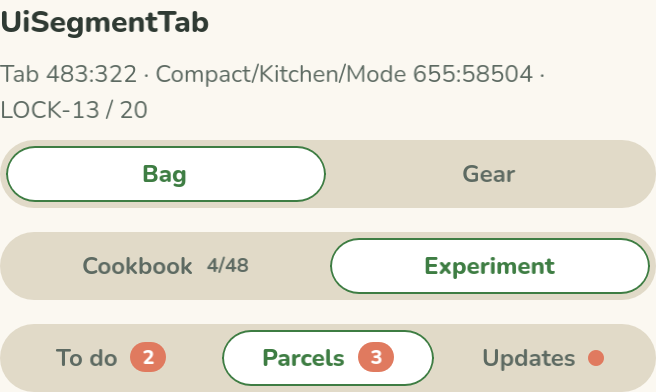 UiSegmentTab
Tab 483:322 · Compact/Kitchen/Mode 655:58504 ·
LOCK-13 / 20
Bag Gear
Cookbook 4/48 Experiment
To do 2 Parcels 3 Updates